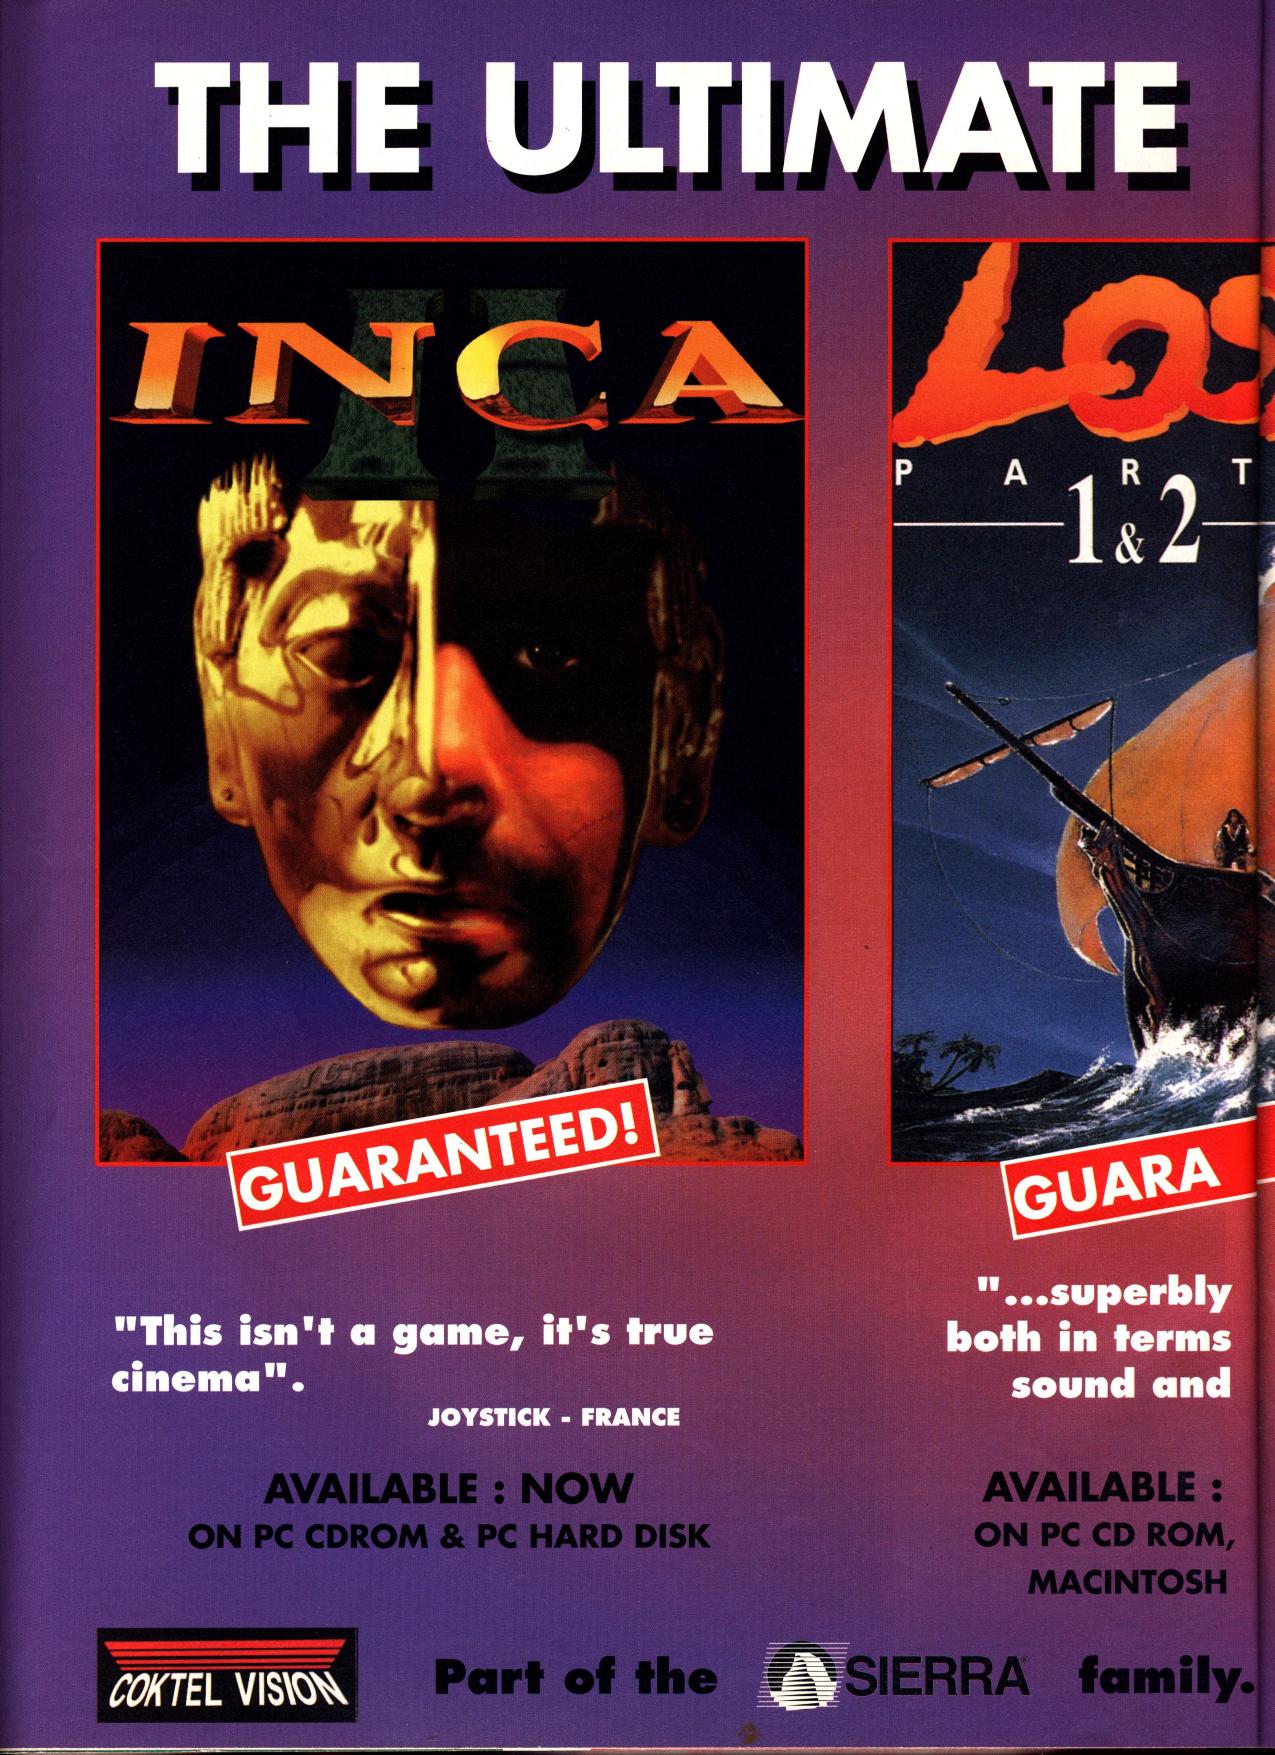 THE ULTIMATE
INCA
II
GUARANTEED!
"This isn't a game, it's true
cinema".
JOYSTICK - FRANCE
AVAILABLE : NOW
ON PC CDROM & PC HARD DISK
LOS
PART
1 & 2
GUARA
"...superbly
both in terms
sound and
AVAILABLE :
ON PC CD ROM,
MACINTOSH
COKTEL VISION
Part of the SIERRA family.